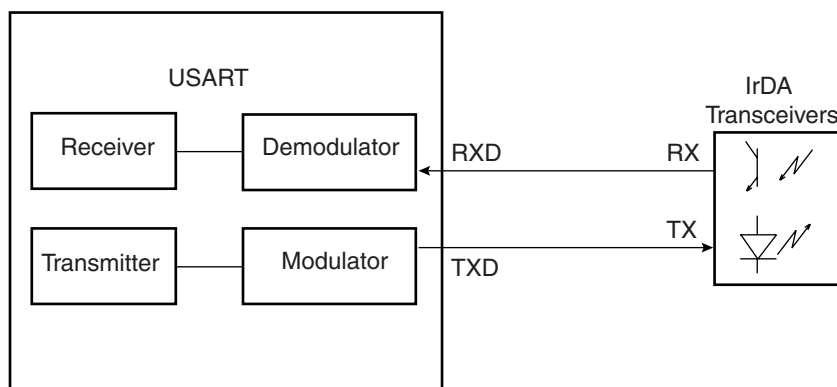 USART
IrDA
Transceivers
Receiver
Demodulator
RXD
RX
Transmitter
Modulator
TXD
TX